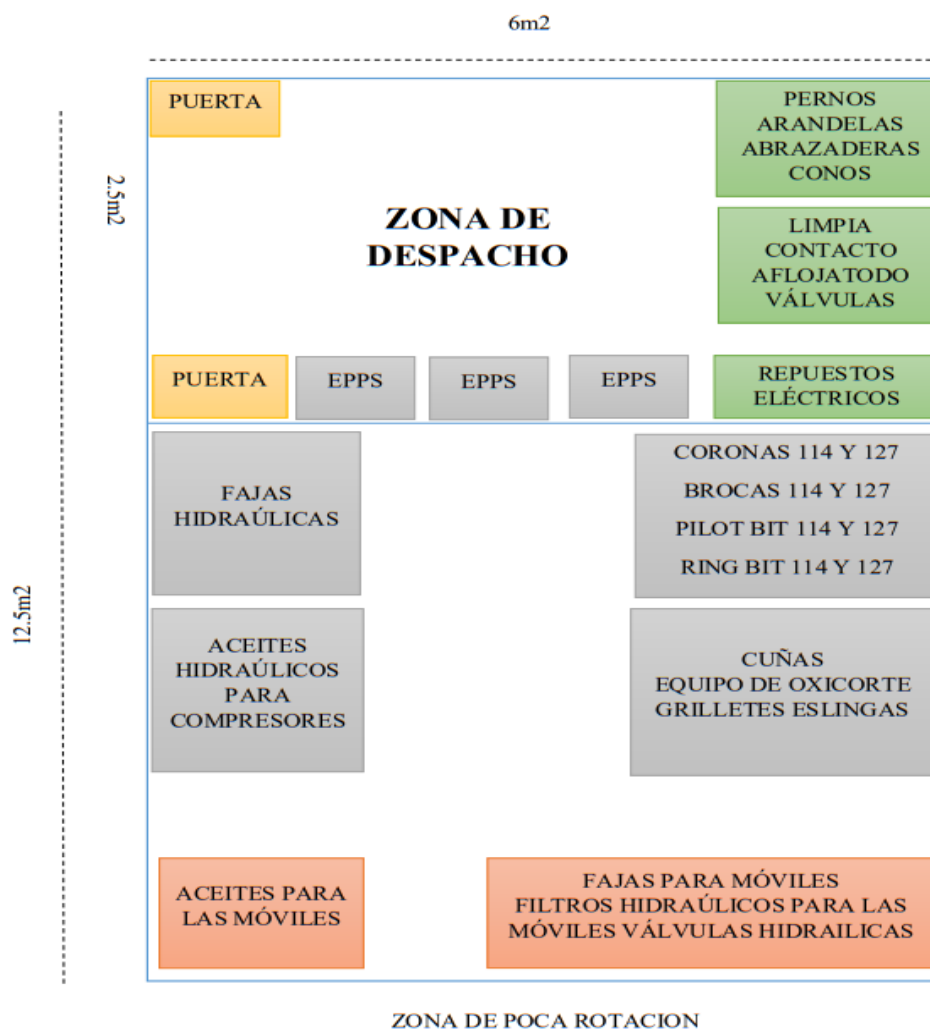 6m2
PUERTA
PERNOS
ARANDELAS
ABRAZADERAS
CONOS
2.5m2
ZONA DE
DESPACHO
LIMPIA
CONTACTO
AFLOJATODO
VÁLVULAS
PUERTA
EPPS
EPPS
EPPS
REPUESTOS
ELÉCTRICOS
FAJAS
HIDRAÚLICAS
CORONAS 114 Y 127
BROCAS 114 Y 127
PILOT BIT 114 Y 127
RING BIT 114 Y 127
12.5m2
ACEITES
HIDRAÚLICOS
PARA
COMPRESORES
CUÑAS
EQUIPO DE OXICORTE
GRILLETES ESLINGAS
ACEITES PARA
LAS MÓVILES
FAJAS PARA MÓVILES
FILTROS HIDRAÚLICOS PARA LAS
MÓVILES VÁLVULAS HIDRAILICAS
ZONA DE POCA ROTACION